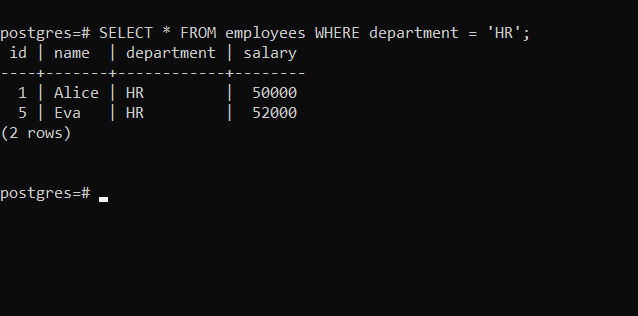 postgres=# SELECT * FROM employees WHERE department = 'HR';
 id | name  | department | salary
----+-------+------------+--------
  1 | Alice | HR         |  50000
  5 | Eva   | HR         |  52000
(2 rows)
postgres=#